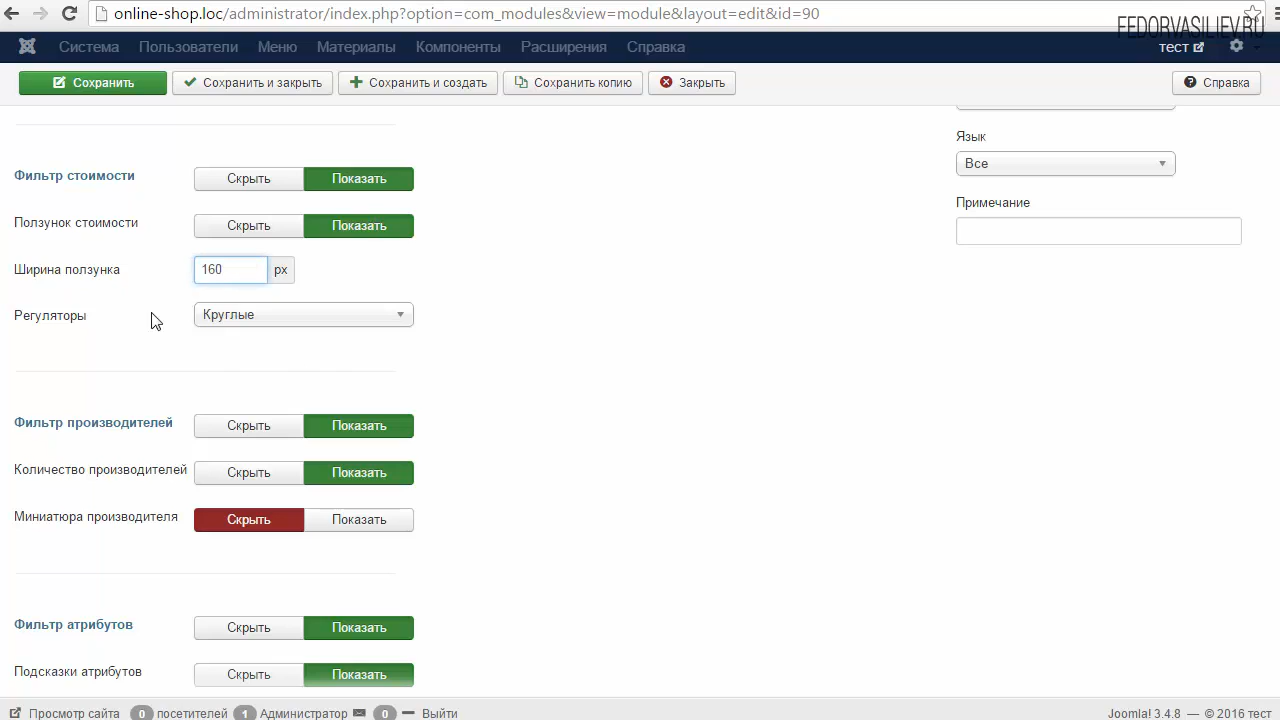 online-shop.loc/administrator/index.php?option=com_modules&view=module&layout=edit&id=90
FEDORVASILIEV.RU
Система Пользователи Меню Материалы Компоненты Расширения Справка тест
Сохранить Сохранить и закрыть Сохранить и создать Сохранить копию Закрыть Справка
Язык
Все
Примечание
Фильтр стоимости Скрыть Показать
Ползунок стоимости Скрыть Показать
Ширина ползунка 160 px
Регуляторы Круглые
Фильтр производителей Скрыть Показать
Количество производителей Скрыть Показать
Миниатюра производителя Скрыть Показать
Фильтр атрибутов Скрыть Показать
Подсказки атрибутов Скрыть Показать
Просмотр сайта 0 посетителей 1 Администратор 0 Выйти Joomla! 3.4.8 — © 2016 тест